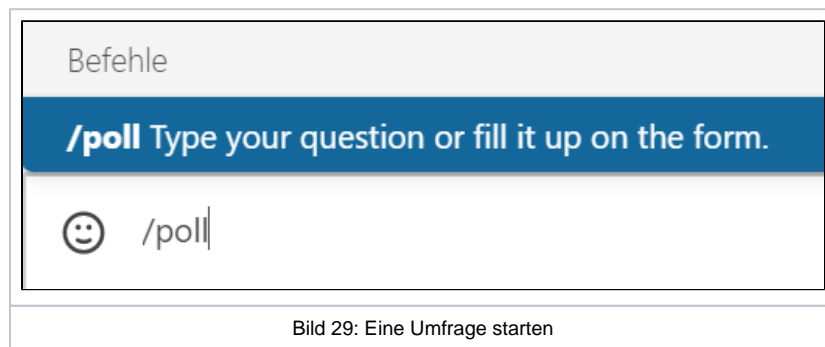 Befehle
/poll Type your question or fill it up on the form.
/poll
Bild 29: Eine Umfrage starten